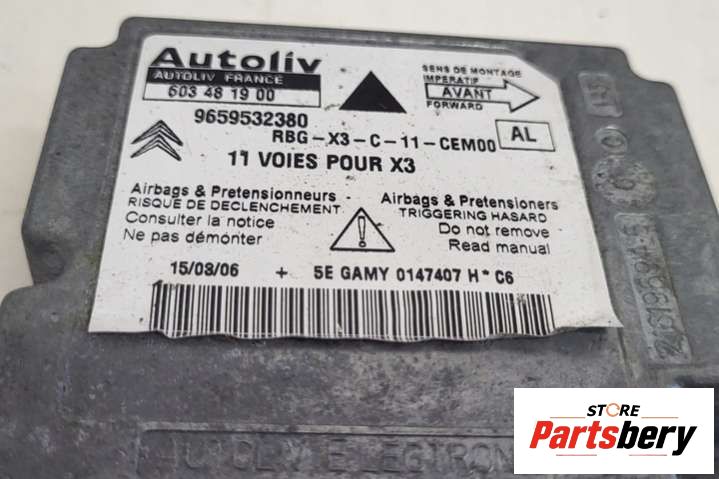 Autoliv
AUTOLIV FRANCE
603 48 19 00
SENS DE MONTAGE
IMPERATIF
AVANT
FORWARD
9659532380
RBG-X3-C-11-CEM00
AL
11 VOIES POUR X3
Airbags & Pretensionneurs
RISQUE DE DECLENCHEMENT
Consulter la notice
Ne pas démonter
Airbags & Pretensioners
TRIGGERING HASARD
Do not remove
Read manual
15/03/06 + 5E GAMY 0147407 H * C6
STORE
Partsbery